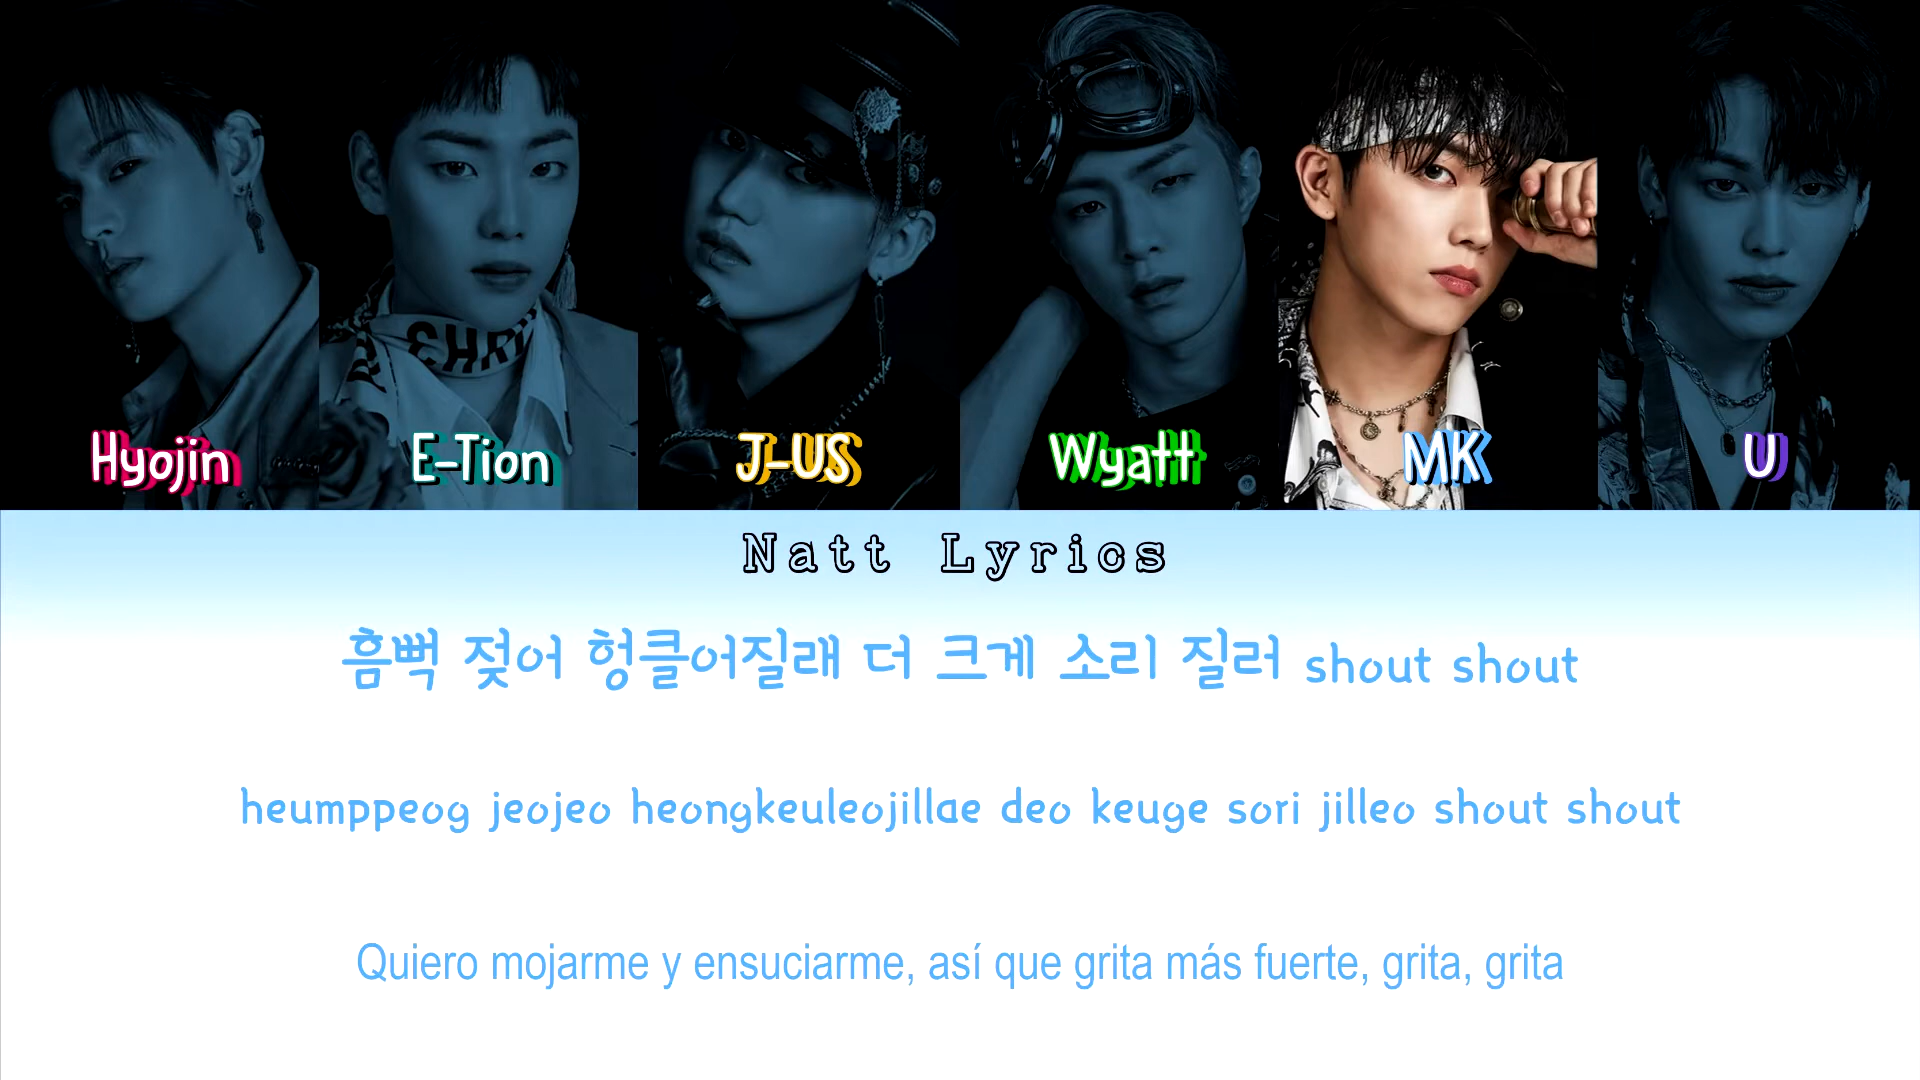 Hyojin E-Tion J-US Wyatt MK U
Natt Lyrics
흠뻑 젖어 헝클어질래 더 크게 소리 질러 shout shout
heumppeog jeojeo heongkeuleojillae deo keuge sori jilleo shout shout
Quiero mojarme y ensuciarme, así que grita más fuerte, grita, grita